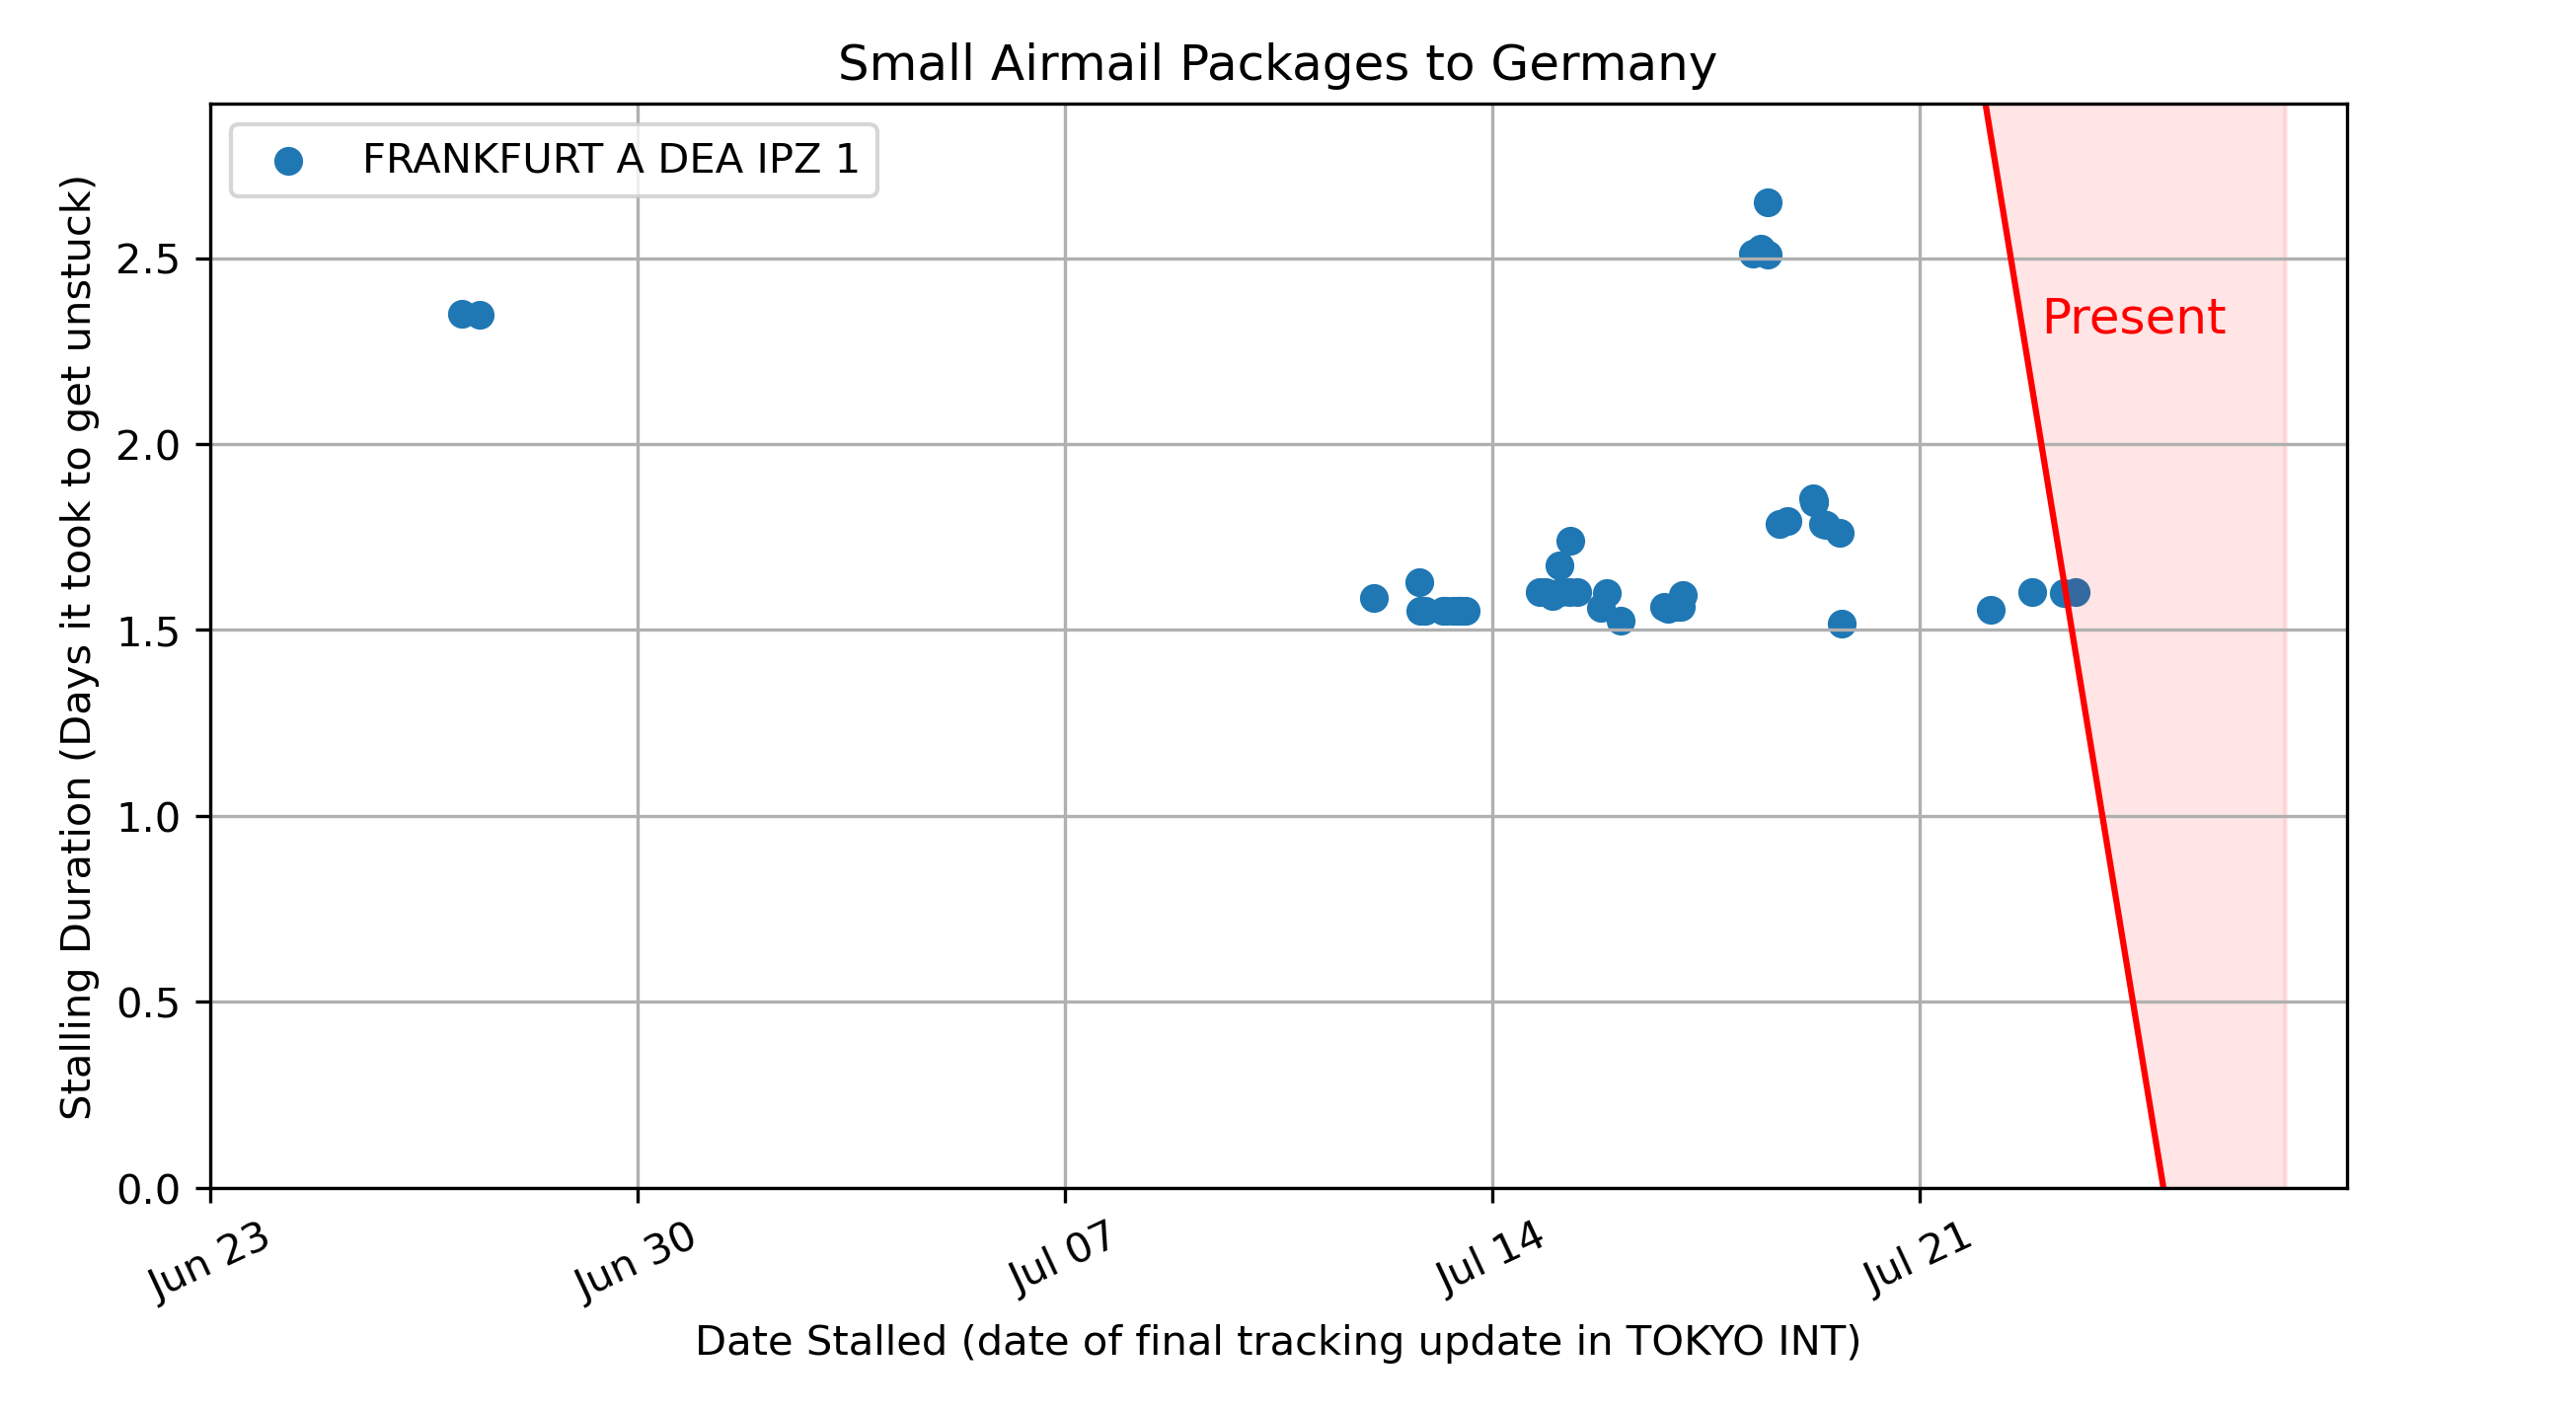 Small Airmail Packages to Germany
FRANKFURT A DEA IPZ 1
Present
Stalling Duration (Days it took to get unstuck)
2.5
2.0
1.5
1.0
0.5
0.0
Jun 23
Jun 30
Jul 07
Jul 14
Jul 21
Date Stalled (date of final tracking update in TOKYO INT)